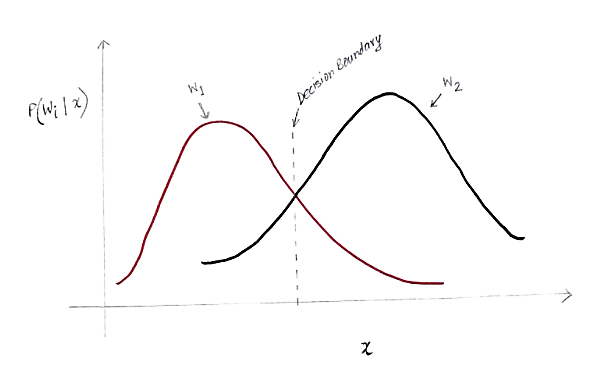 Decision Boundary
W₁
W₂
P(Wi | x)
x